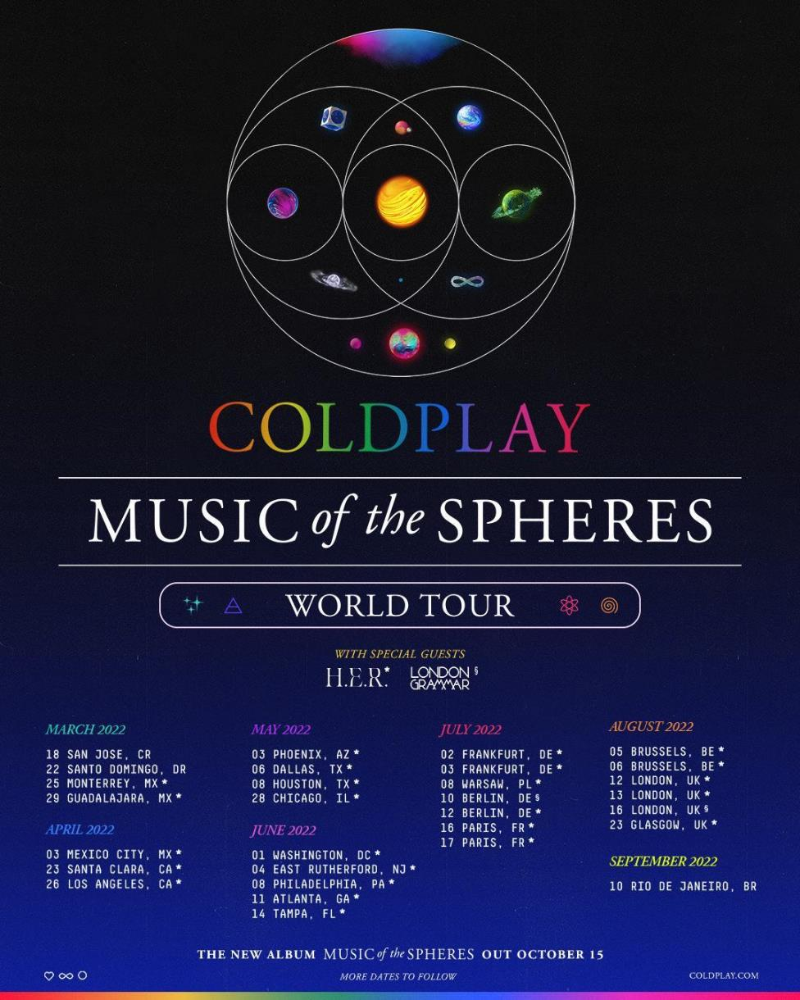 COLDPLAY
MUSIC of the SPHERES
WORLD TOUR
WITH SPECIAL GUESTS
H.E.R.* LONDON GRAMMAR §
MARCH 2022
18 SAN JOSE, CR
22 SANTO DOMINGO, DR
25 MONTERREY, MX *
29 GUADALAJARA, MX *
APRIL 2022
03 MEXICO CITY, MX *
23 SANTA CLARA, CA *
26 LOS ANGELES, CA *
MAY 2022
03 PHOENIX, AZ *
06 DALLAS, TX *
08 HOUSTON, TX *
28 CHICAGO, IL *
JUNE 2022
01 WASHINGTON, DC *
04 EAST RUTHERFORD, NJ *
08 PHILADELPHIA, PA *
11 ATLANTA, GA *
14 TAMPA, FL *
JULY 2022
02 FRANKFURT, DE *
03 FRANKFURT, DE *
08 WARSAW, PL *
10 BERLIN, DE §
12 BERLIN, DE *
16 PARIS, FR *
17 PARIS, FR *
AUGUST 2022
05 BRUSSELS, BE *
06 BRUSSELS, BE *
12 LONDON, UK *
13 LONDON, UK *
16 LONDON, UK §
23 GLASGOW, UK *
SEPTEMBER 2022
10 RIO DE JANEIRO, BR
THE NEW ALBUM MUSIC of the SPHERES OUT OCTOBER 15
MORE DATES TO FOLLOW
COLDPLAY.COM